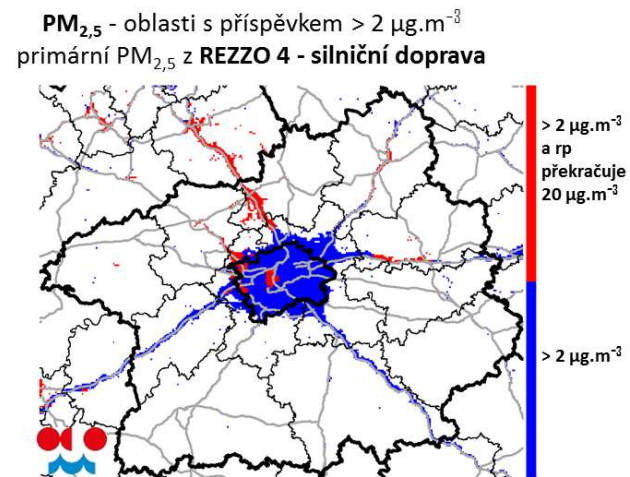 PM2,5 - oblasti s příspěvkem > 2 µg.m−3
primární PM2,5 z REZZO 4 - silniční doprava
> 2 µg.m−3
a rp
překračuje
20 µg.m−3
> 2 µg.m−3